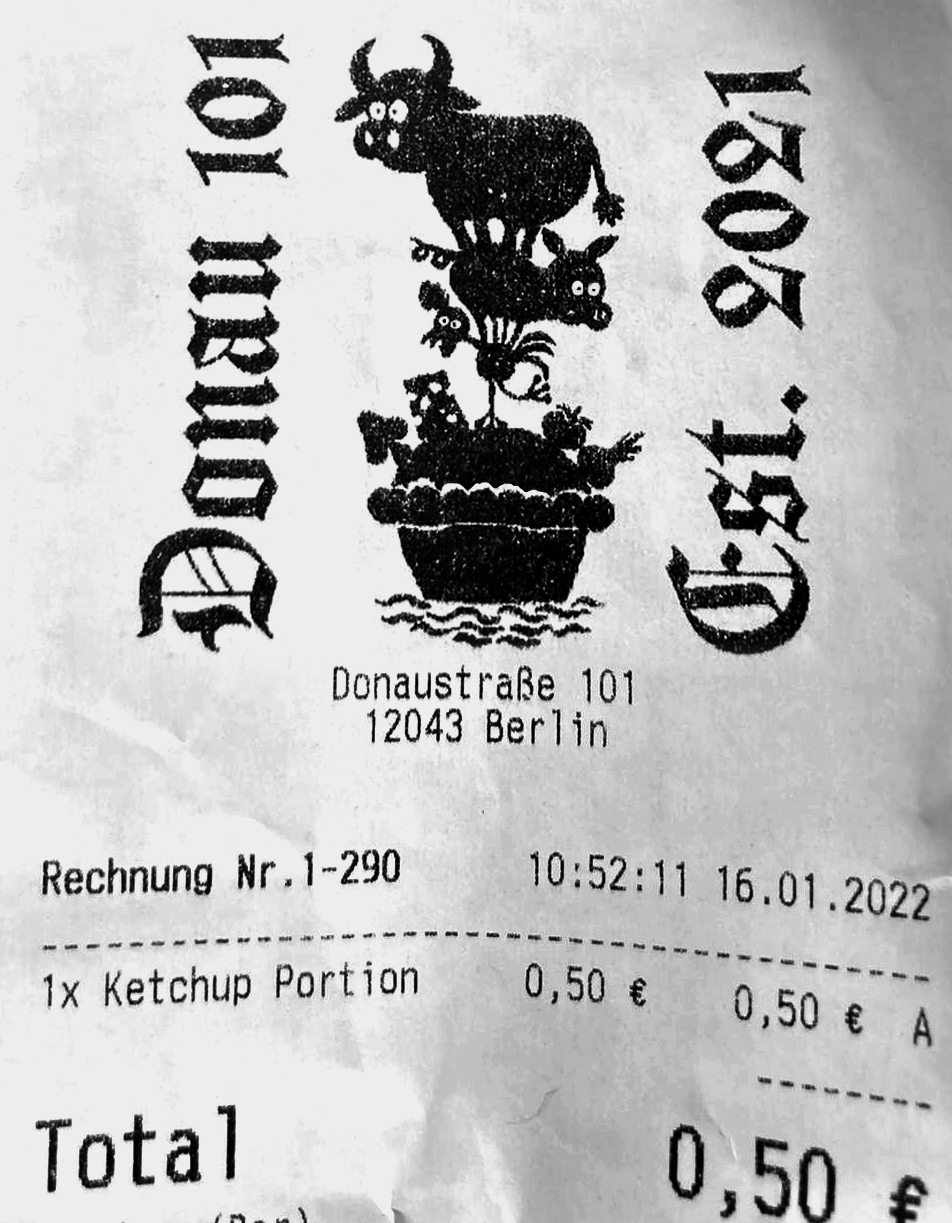 Donau 101
Est. 2021
Donaustraße 101
12043 Berlin
Rechnung Nr.1-290 10:52:11 16.01.2022
1x Ketchup Portion 0,50 € 0,50 € A
Total 0,50 €
(Bar)